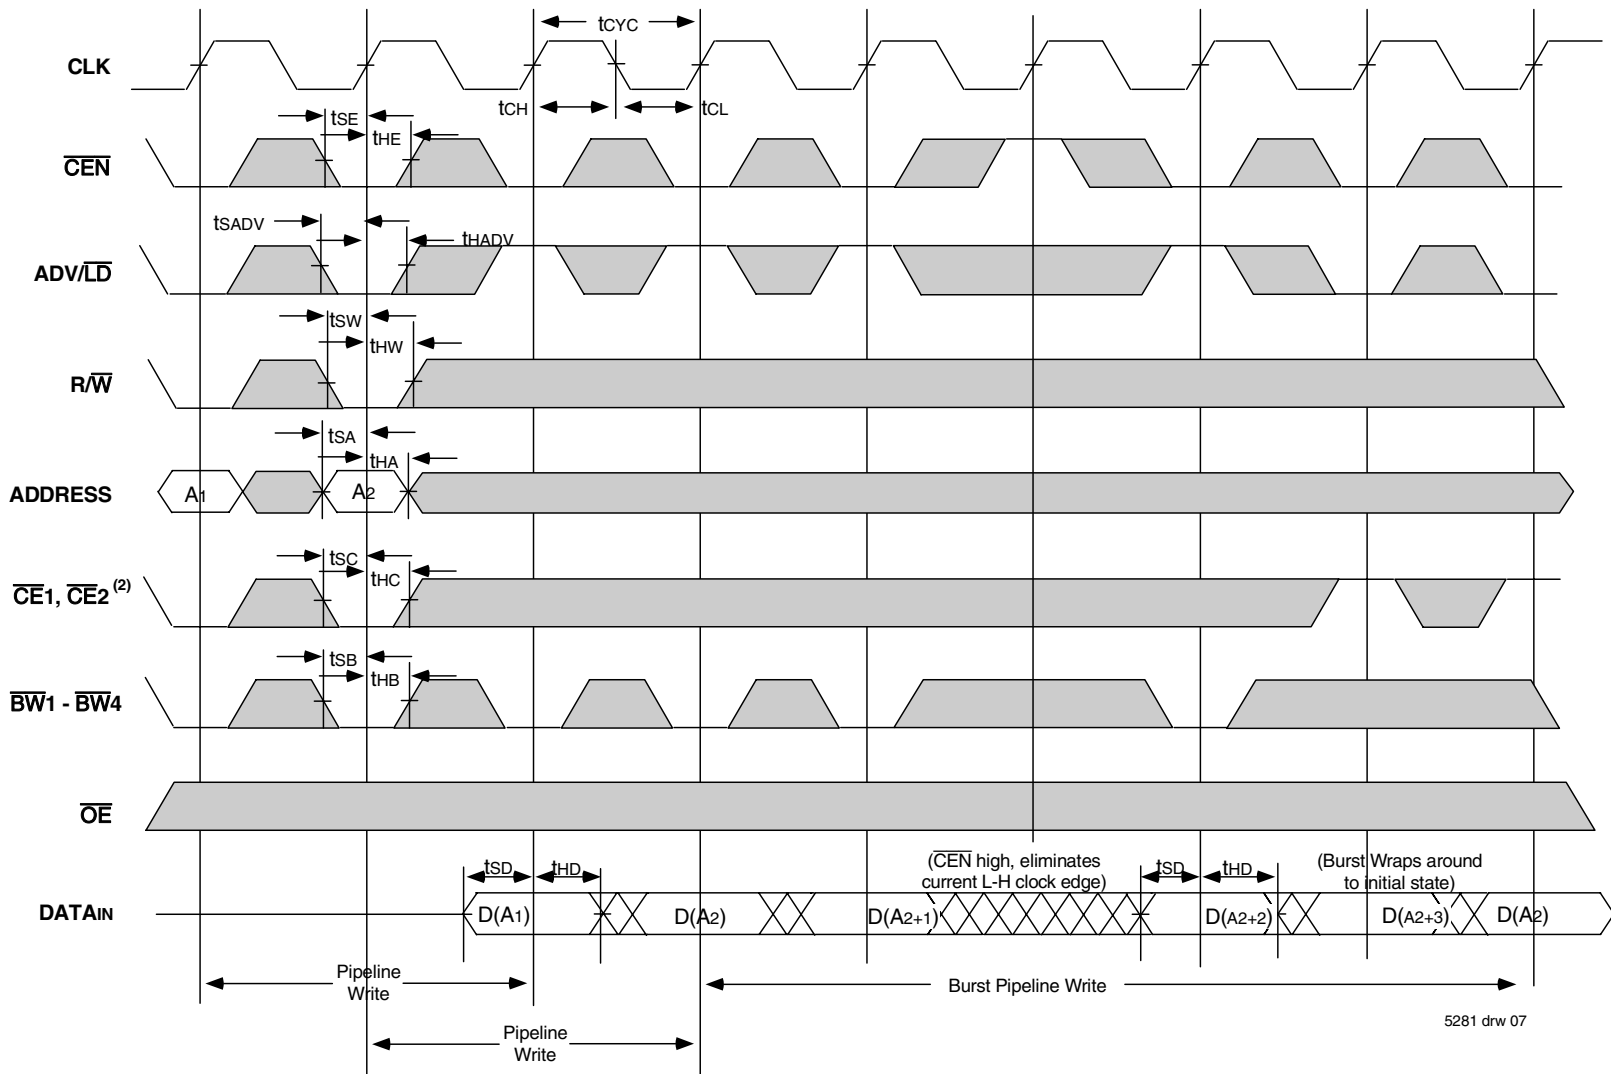 tCYC
CLK
tCH
tCL
tSE
tHE
CEN
tSADV
tHADV
ADV/LD
tSW
tHW
R/W
tSA
tHA
ADDRESS
A1
A2
tSC
tHC
CE1, CE2 (2)
tSB
tHB
BW1 - BW4
OE
(CEN high, eliminates
current L-H clock edge)
(Burst Wraps around
to initial state)
tSD
tHD
tSD
tHD
DATAIN
D(A1)
D(A2)
D(A2+1)
D(A2+2)
D(A2+3)
D(A2)
Pipeline
Write
Burst Pipeline Write
Pipeline
Write
5281 drw 07